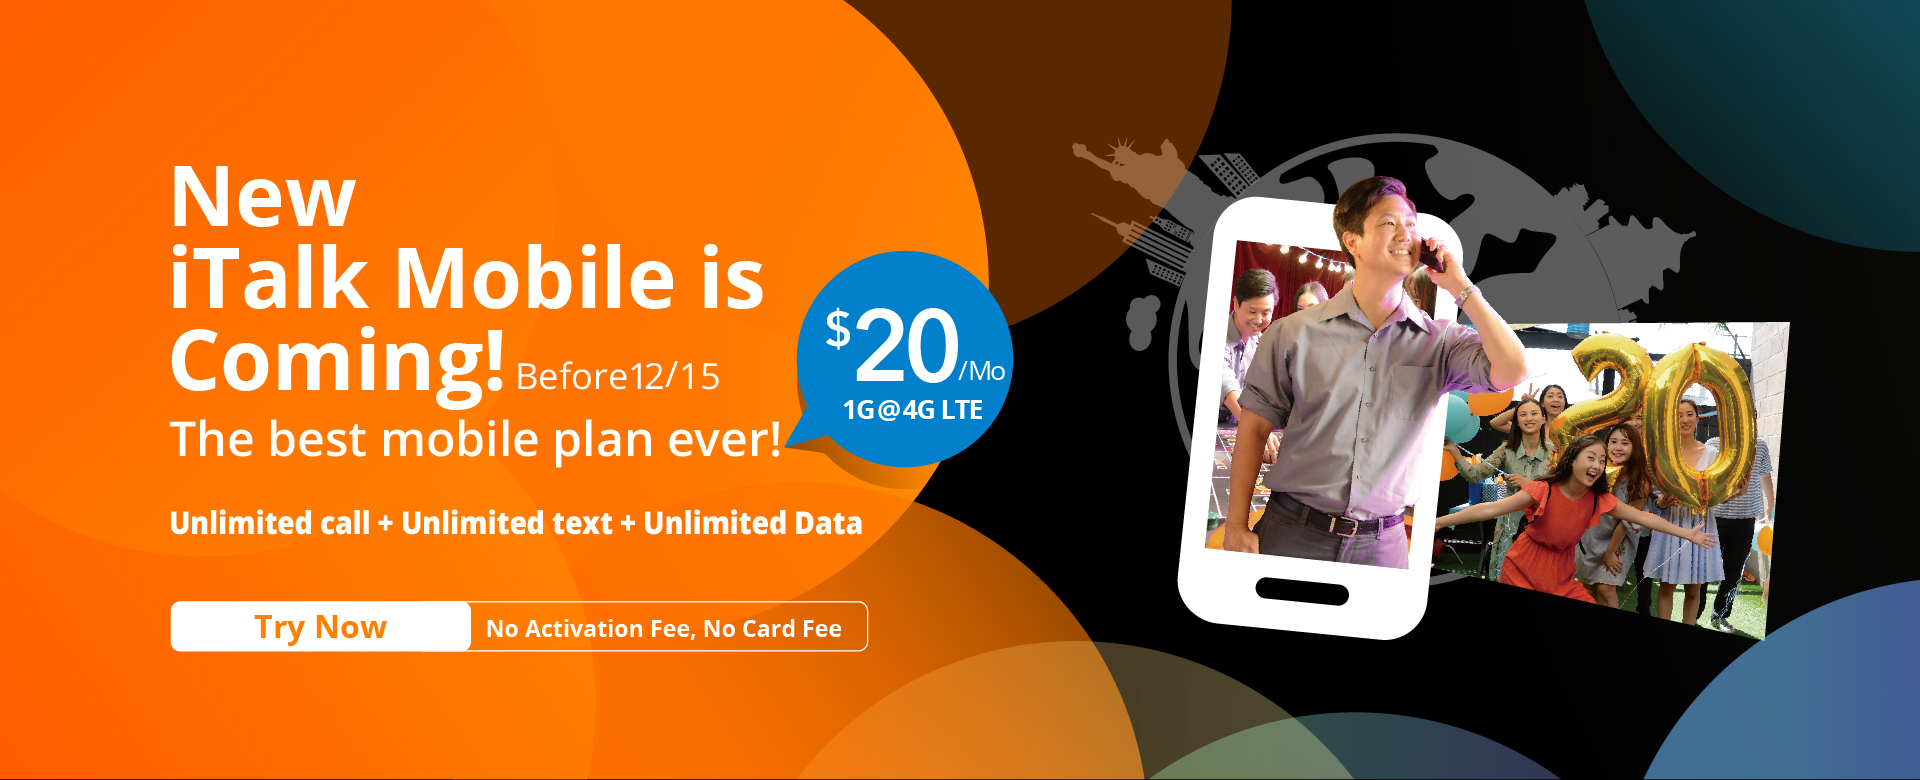 New
iTalk Mobile is
Coming! Before12/15
The best mobile plan ever!
$20/Mo
1G@4G LTE
Unlimited call + Unlimited text + Unlimited Data
Try Now
No Activation Fee, No Card Fee
20